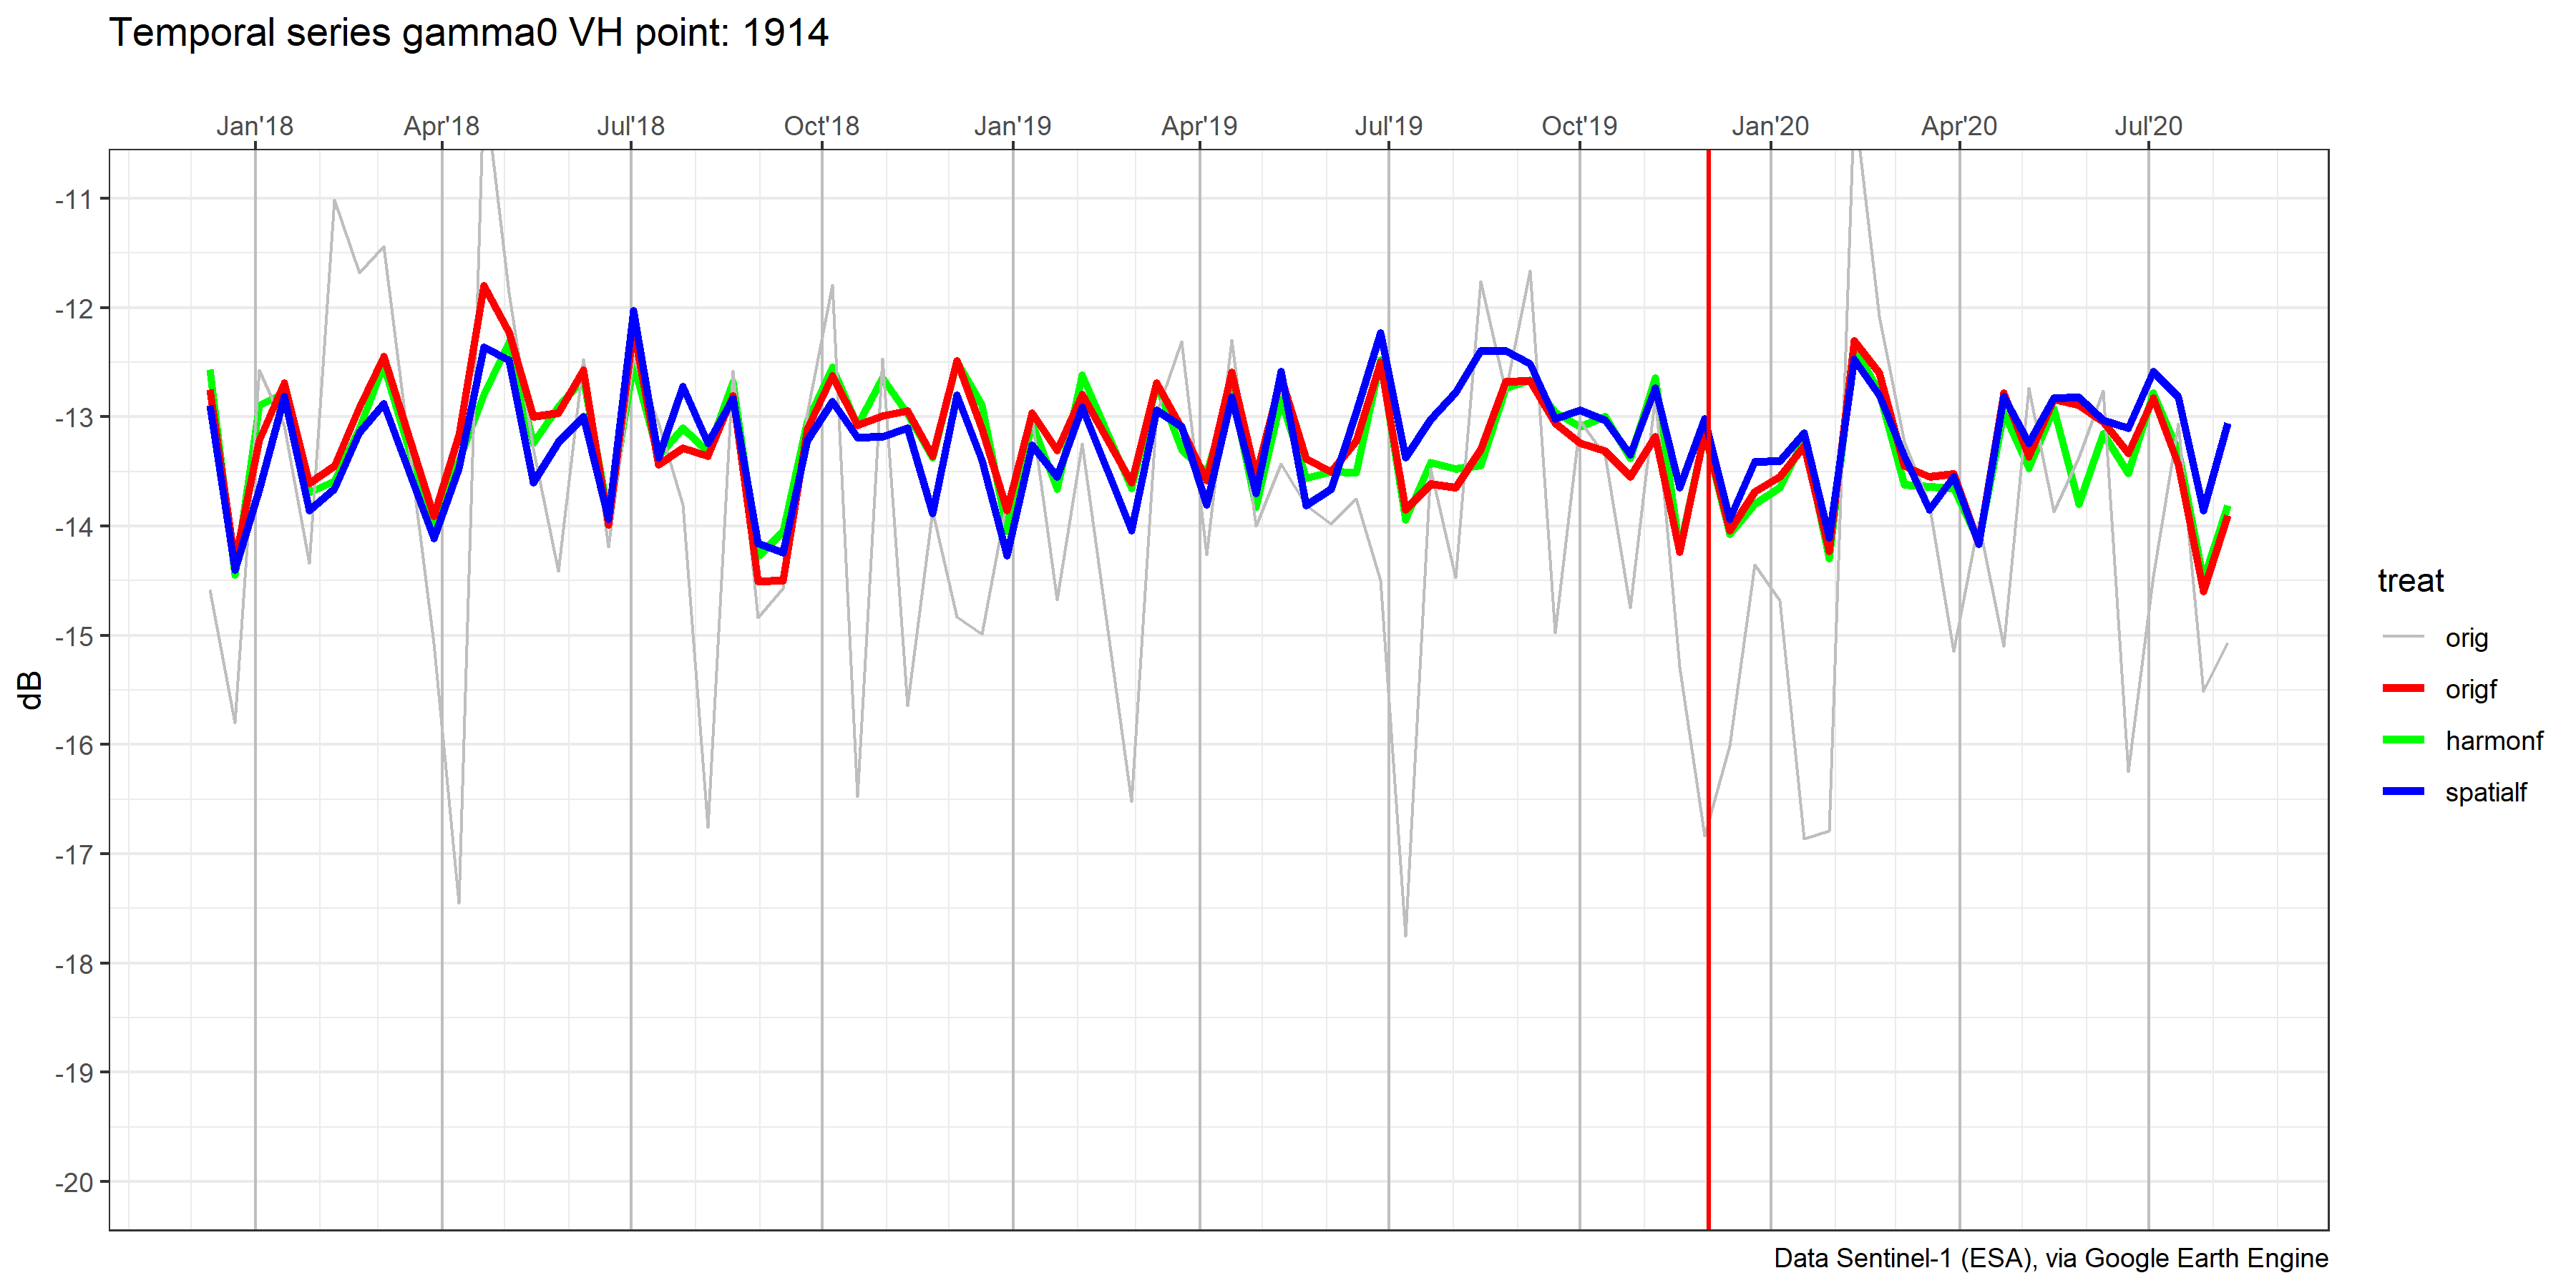 Temporal series gamma0 VH point: 1914
Jan'18 Apr'18 Jul'18 Oct'18 Jan'19 Apr'19 Jul'19 Oct'19 Jan'20 Apr'20 Jul'20
-11
-12
-13
-14
-15
-16
-17
-18
-19
-20
dB
treat
orig
origf
harmonf
spatialf
Data Sentinel-1 (ESA), via Google Earth Engine